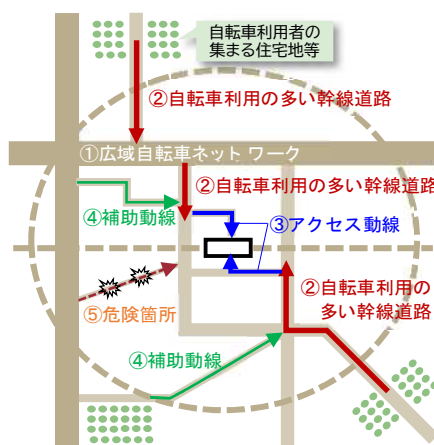 自転車利用者の
集まる住宅地等
②自転車利用の多い幹線道路
①広域自転車ネットワーク
②自転車利用の多い幹線道路
④補助動線
③アクセス動線
②自転車利用の
多い幹線道路
⑤危険箇所
④補助動線